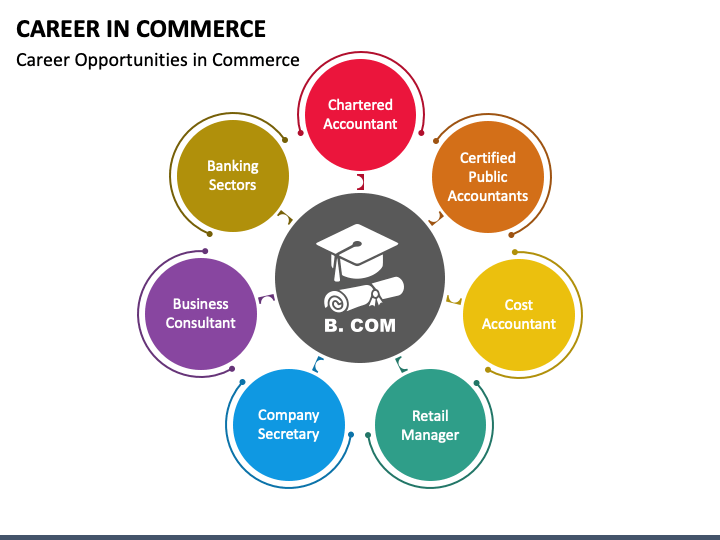 CAREER IN COMMERCE
Career Opportunities in Commerce
Chartered
Accountant
Certified
Public
Accountants
Cost
Accountant
Retail
Manager
Company
Secretary
Business
Consultant
Banking
Sectors
B. COM